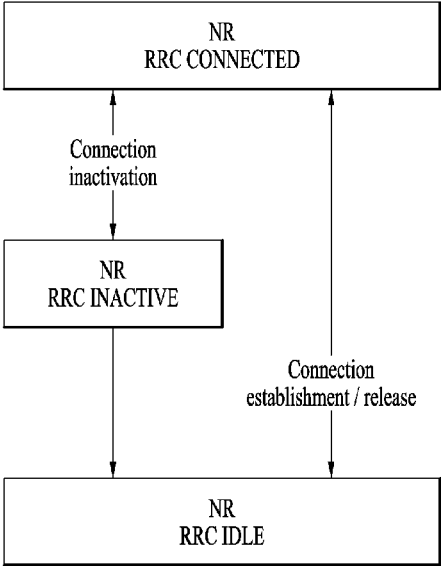 NR
RRC CONNECTED
Connection
inactivation
NR
RRC INACTIVE
Connection
establishment / release
NR
RRC IDLE